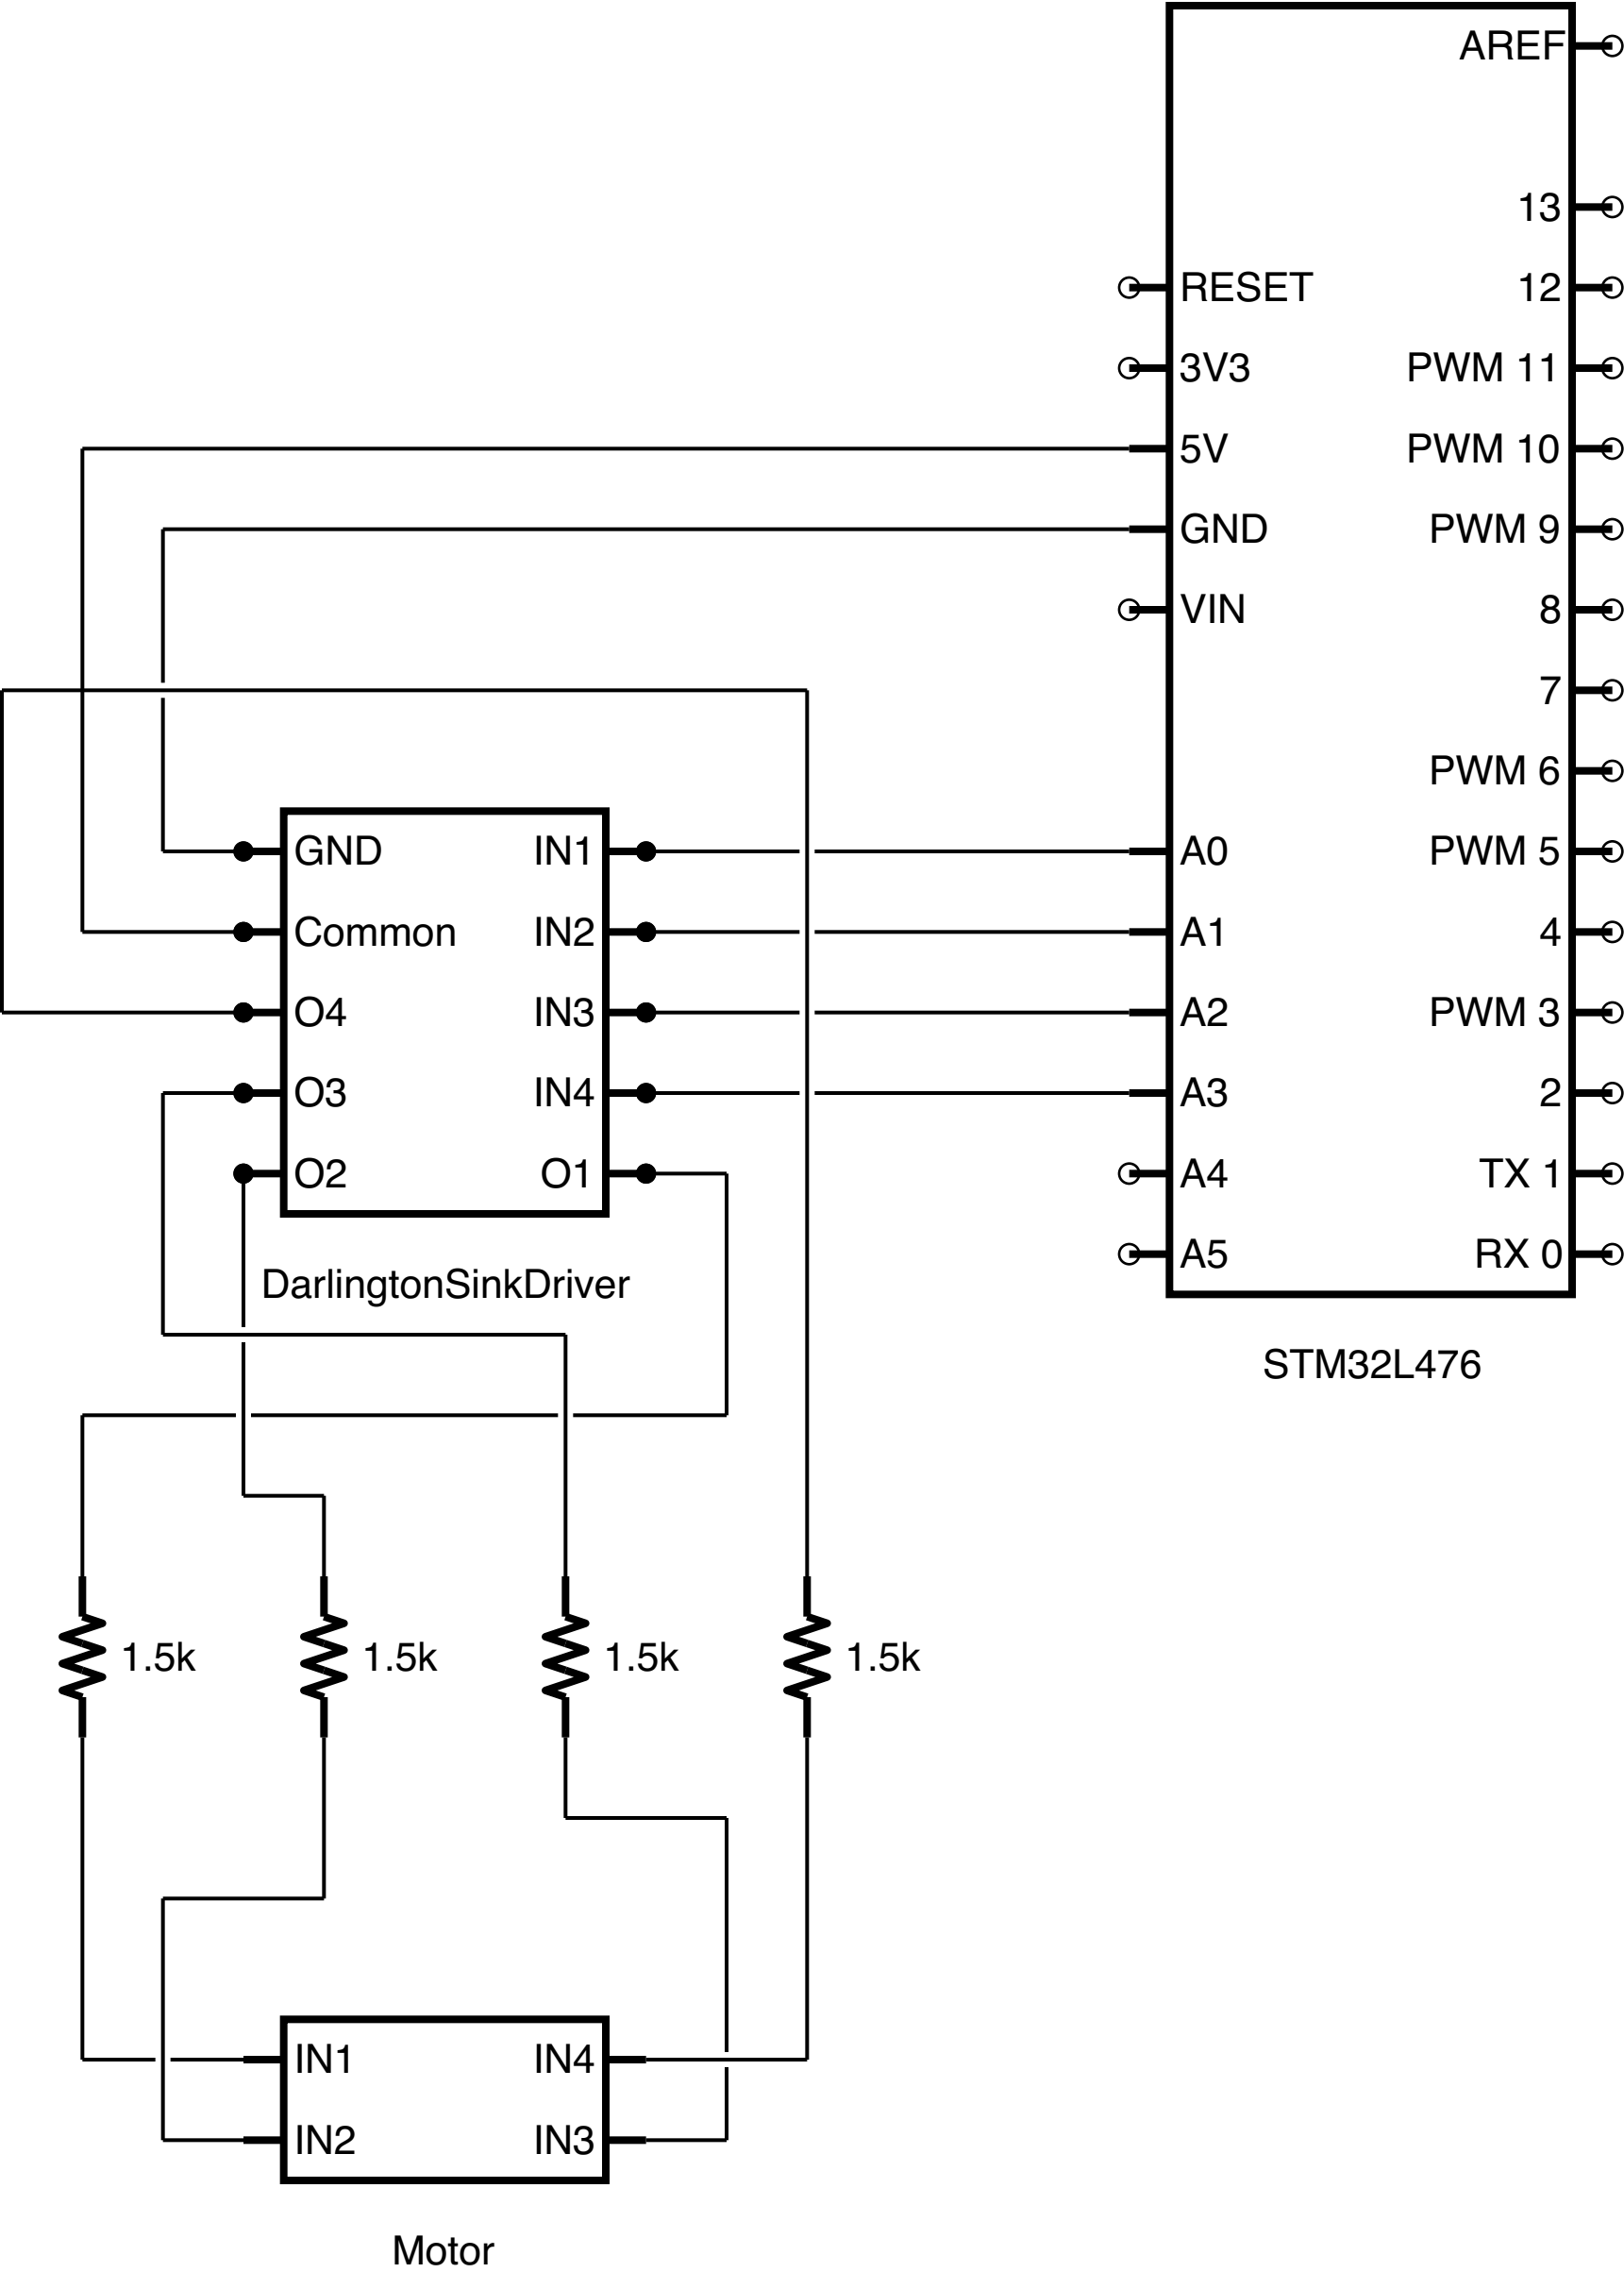 AREF
13
RESET
12
3V3
PWM 11
5V
PWM 10
GND
PWM 9
VIN
8
7
PWM 6
GND
IN1
A0
PWM 5
Common
IN2
A1
4
O4
IN3
A2
PWM 3
O3
IN4
A3
2
O2
O1
A4
TX 1
A5
RX 0
DarlingtonSinkDriver
STM32L476
1.5k
1.5k
1.5k
1.5k
IN1
IN4
IN2
IN3
Motor